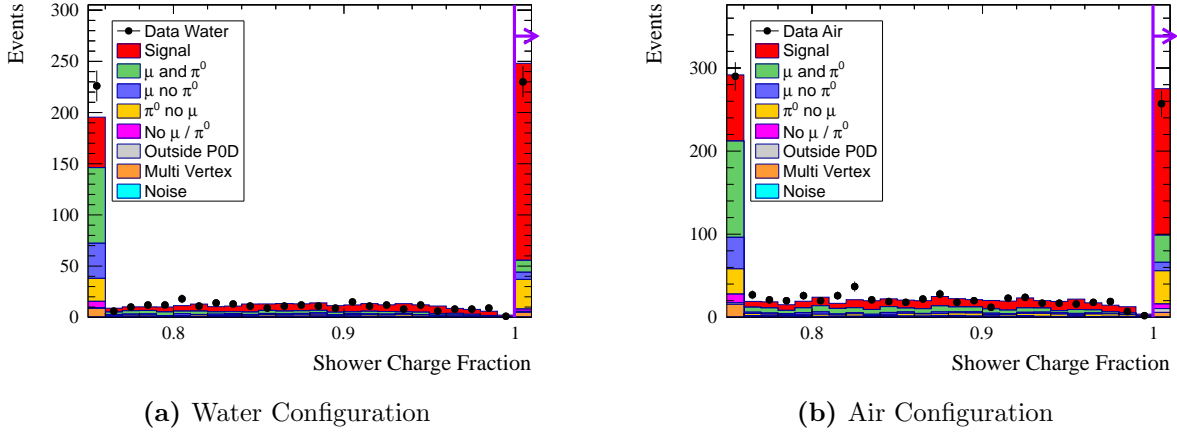 Events
300
250
200
150
100
50
0
Data Water
Signal
μ and π⁰
μ no π⁰
π⁰ no μ
No μ / π⁰
Outside P0D
Multi Vertex
Noise
0.8 0.9 1
Shower Charge Fraction
(a) Water Configuration
Events
300
200
100
0
Data Air
Signal
μ and π⁰
μ no π⁰
π⁰ no μ
No μ / π⁰
Outside P0D
Multi Vertex
Noise
0.8 0.9 1
Shower Charge Fraction
(b) Air Configuration